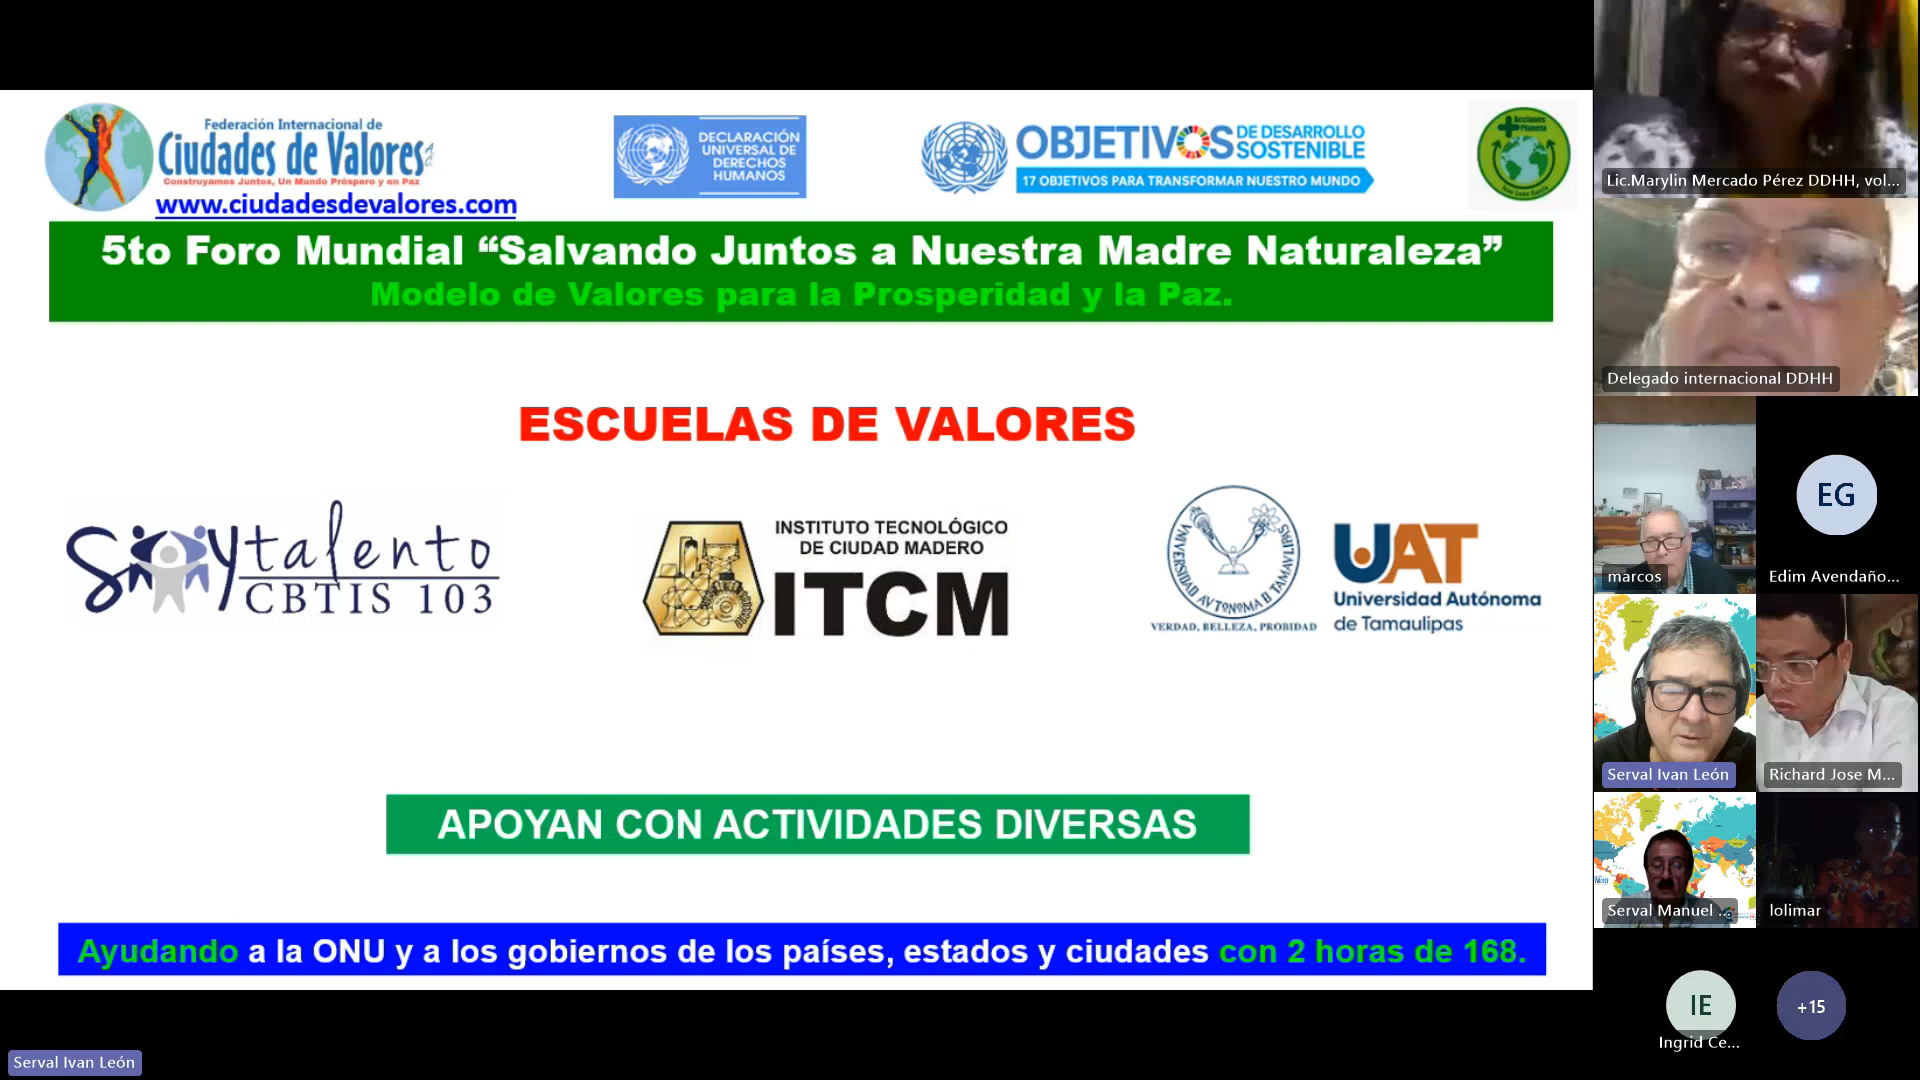 Federación Internacional de
Ciudades de Valores
Construyamos Juntos, Un Mundo Próspero y en Paz
www.ciudadesdevalores.com
DECLARACIÓN
UNIVERSAL DE
DERECHOS
HUMANOS
OBJETIVOS DE DESARROLLO
SOSTENIBLE
17 OBJETIVOS PARA TRANSFORMAR NUESTRO MUNDO
Acciones
Planeta
5to Foro Mundial “Salvando Juntos a Nuestra Madre Naturaleza”
Modelo de Valores para la Prosperidad y la Paz.
ESCUELAS DE VALORES
Soytalento
CBTIS 103
INSTITUTO TECNOLÓGICO
DE CIUDAD MADERO
ITCM
UNIVERSIDAD AVTONOMA D TAMAVLIPAS
VERDAD, BELLEZA, PROBIDAD
UAT
Universidad Autónoma
de Tamaulipas
APOYAN CON ACTIVIDADES DIVERSAS
Ayudando a la ONU y a los gobiernos de los países, estados y ciudades con 2 horas de 168.
Serval Ivan León
Lic.Marylin Mercado Pérez DDHH, vol...
Delegado internacional DDHH
marcos
EG
Edim Avendaño...
Serval Ivan León
Richard Jose M...
Serval Manuel ...
lolimar
IE
Ingrid Ce...
+15